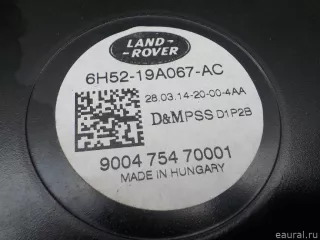 LAND-
ROVER
6H52-19A067-AC
28.03.14-20-00-4AA
D&MPSS D1P2B
9004 754 70001
MADE IN HUNGARY
eaural.ru